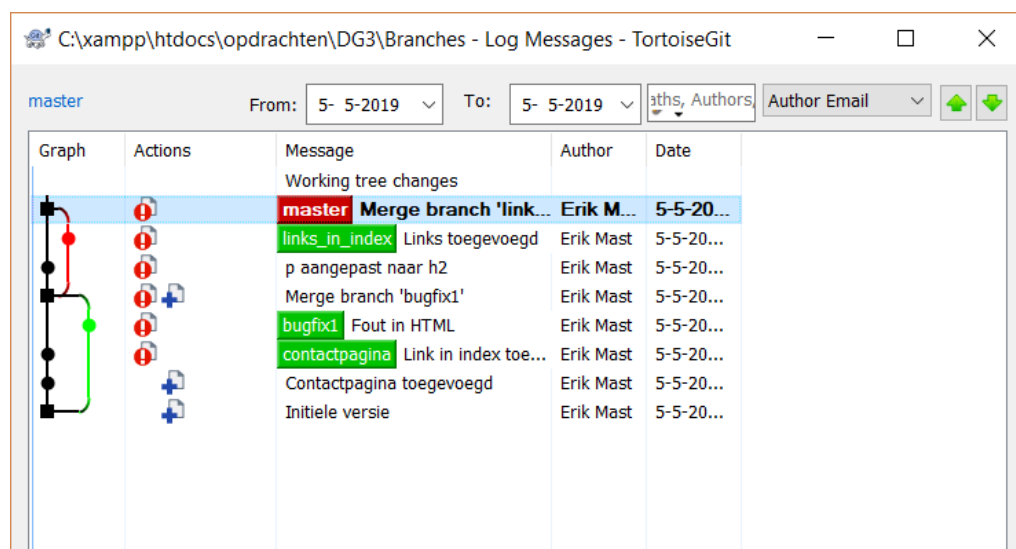 C:\xampp\htdocs\opdrachten\DG3\Branches - Log Messages - TortoiseGit
master From: 5- 5-2019 To: 5- 5-2019 Authors, Author Email
Graph Actions Message Author Date
Working tree changes
master Merge branch 'link... Erik M... 5-5-20...
links_in_index Links toegevoegd Erik Mast 5-5-20...
p aangepast naar h2 Erik Mast 5-5-20...
Merge branch 'bugfix1' Erik Mast 5-5-20...
bugfix1 Fout in HTML Erik Mast 5-5-20...
contactpagina Link in index toe... Erik Mast 5-5-20...
Contactpagina toegevoegd Erik Mast 5-5-20...
Initiele versie Erik Mast 5-5-20...